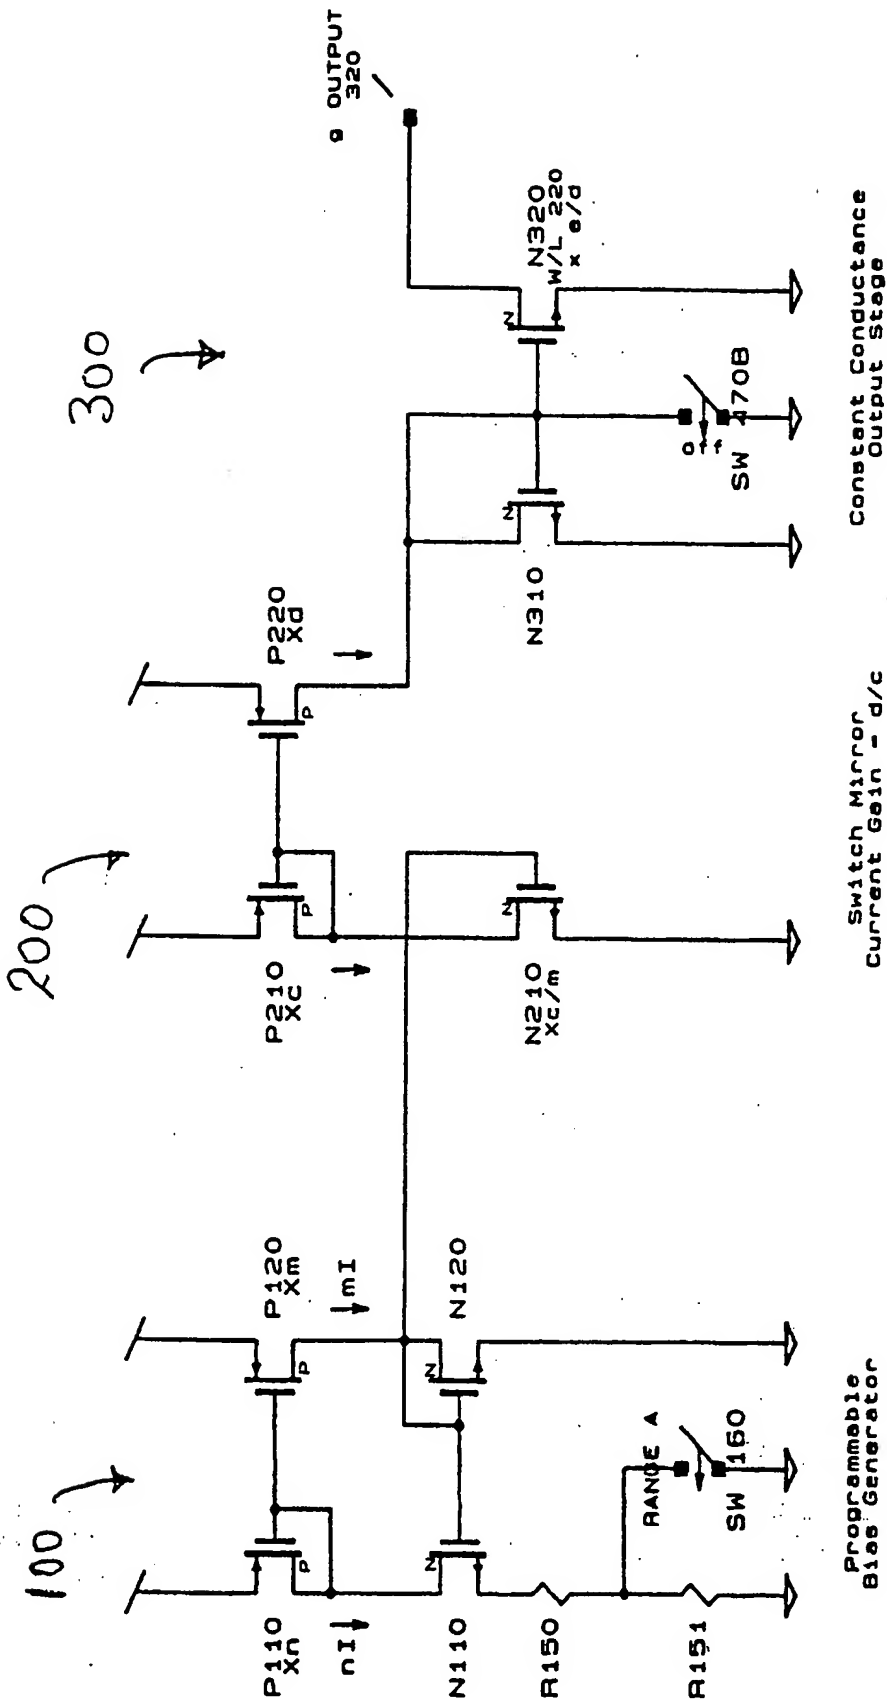 100
200
300
P110
Xn
nI
P120
Xm
mI
P
P
N110
N
N120
N
R150
R151
RANGE A
SW 160
Programmable
Bias Generator
P210
Xc
P
P220
Xd
P
N210
Xc/m
N
Switch Mirror
Current Gain - d/c
N310
N
N320
W/L 220
x e/d
N
off
SW 470B
g OUTPUT
320
Constant Conductance
Output Stage